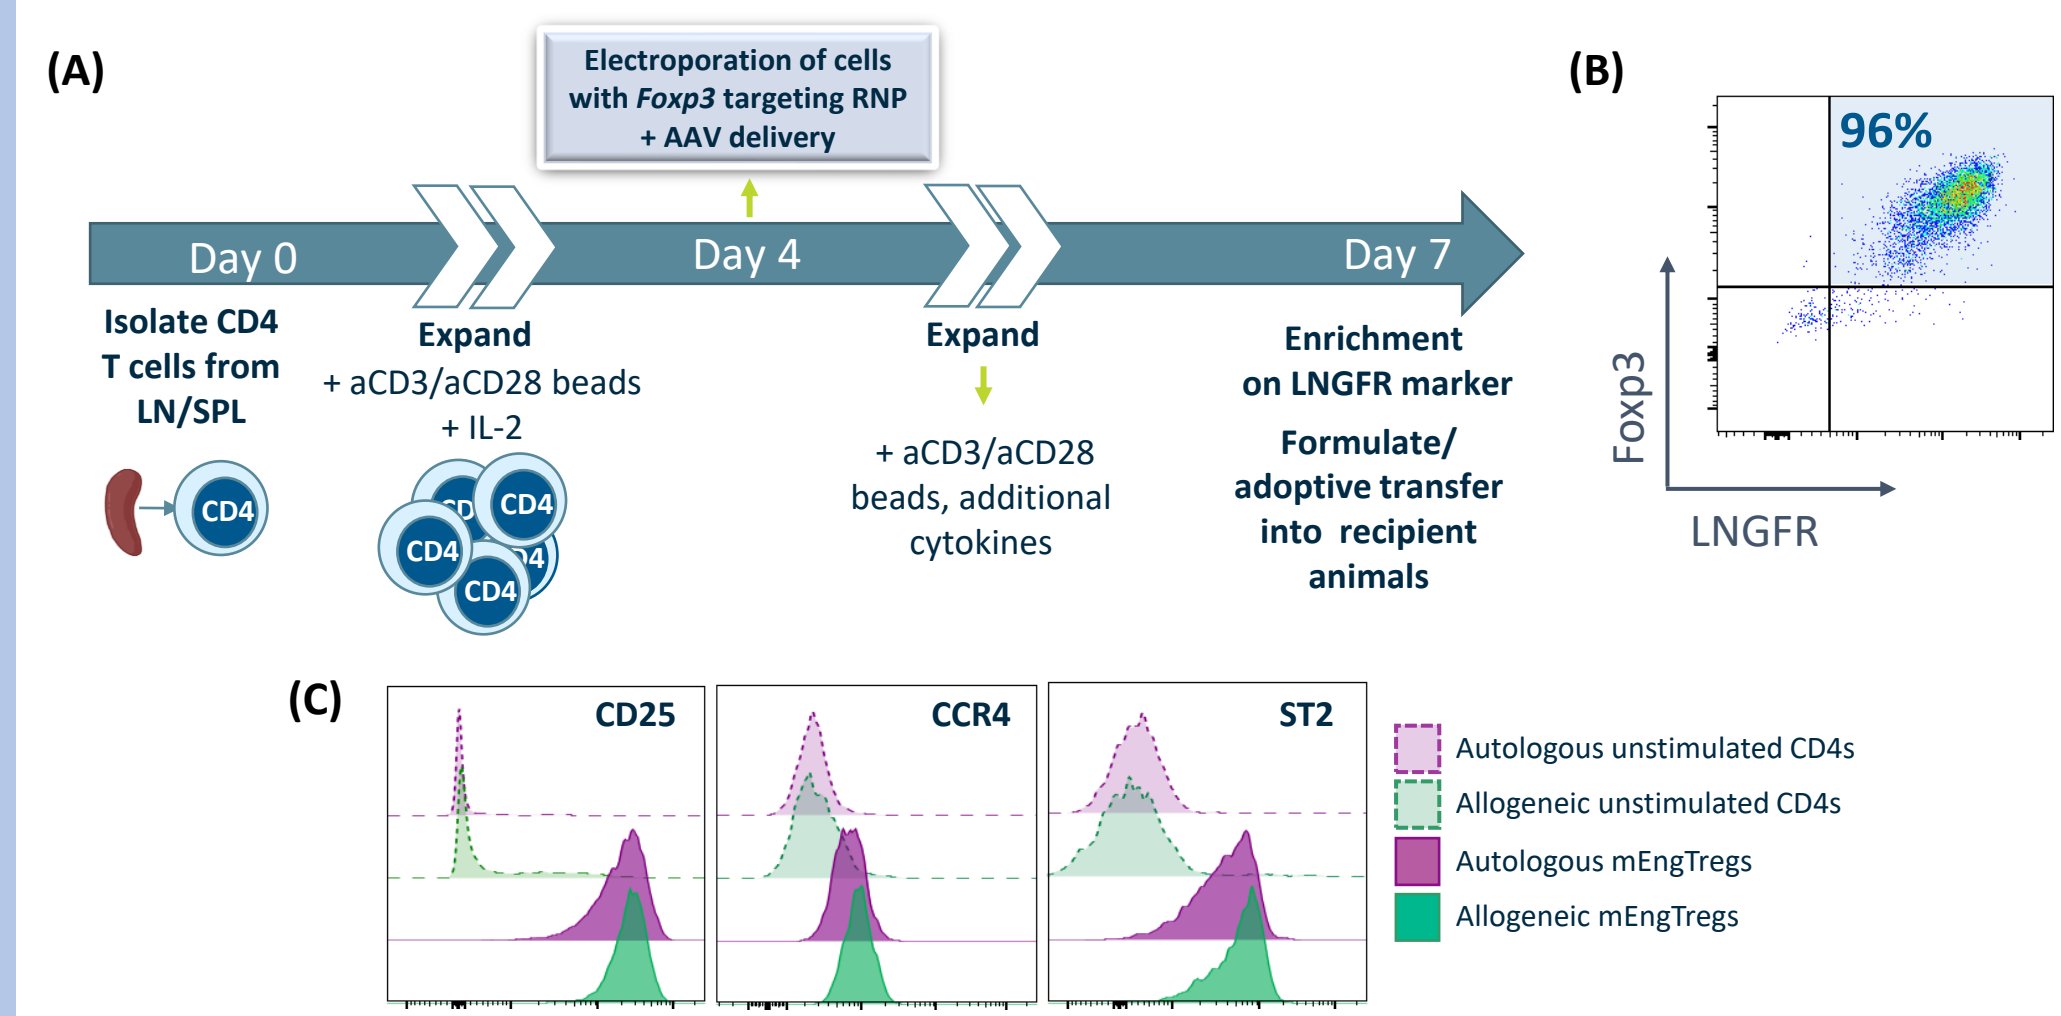 (A)
Electroporation of cells
with Foxp3 targeting RNP
+ AAV delivery
Day 0
Day 4
Day 7
Isolate CD4
T cells from
LN/SPL
CD4
Expand
+ aCD3/aCD28 beads
+ IL-2
CD
CD4
CD4
D4
CD4
Expand
+ aCD3/aCD28
beads, additional
cytokines
Enrichment
on LNGFR marker
Formulate/
adoptive transfer
into recipient
animals
(B)
96%
Foxp3
LNGFR
(C)
CD25
CCR4
ST2
Autologous unstimulated CD4s
Allogeneic unstimulated CD4s
Autologous mEngTregs
Allogeneic mEngTregs